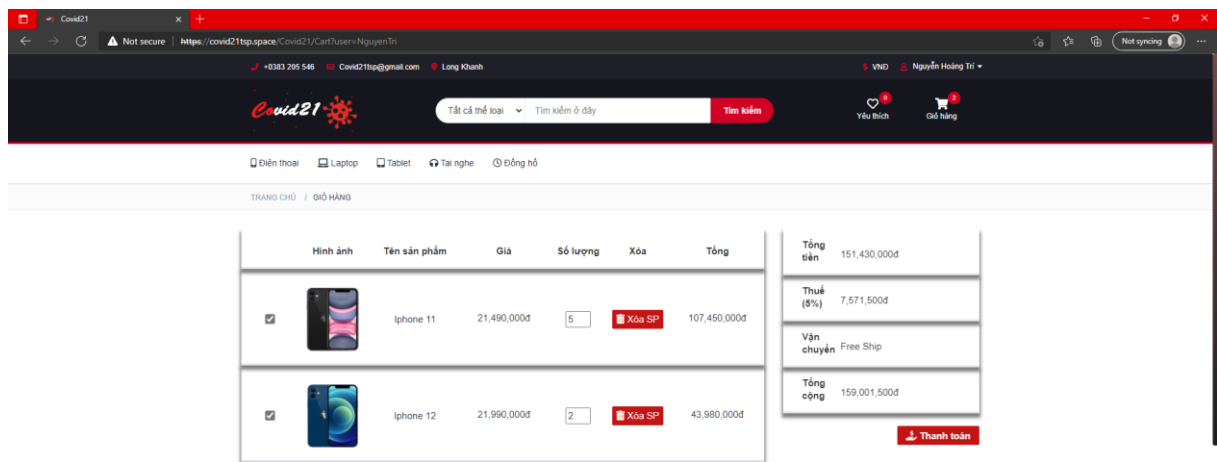 Covid21
Not secure | https://covid21tsp.space/Covid21/Cart?user=NguyenTri
Not syncing
+0383 205 546 Covid21tsp@gmail.com Long Khanh
$ VNĐ Nguyễn Hoàng Trí
Covid21
Tất cả thể loại Tìm kiếm ở đây Tìm kiếm
0 2
Yêu thích Giỏ hàng
Điện thoại Laptop Tablet Tai nghe Đồng hồ
TRANG CHỦ / GIỎ HÀNG
Hình ảnh Tên sản phẩm Giá Số lượng Xóa Tổng
Iphone 11 21,490,000đ 5 Xóa SP 107,450,000đ
Iphone 12 21,990,000đ 2 Xóa SP 43,980,000đ
Tổng tiền 151,430,000đ
Thuế (5%) 7,571,500đ
Vận chuyển Free Ship
Tổng cộng 159,001,500đ
Thanh toán